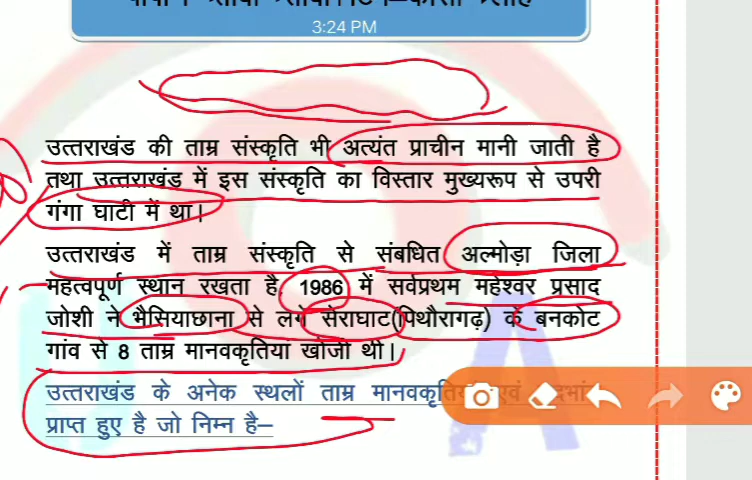 3:24 PM
उत्तराखंड की ताम्र संस्कृति भी अत्यंत प्राचीन मानी जाती है
तथा उत्तराखंड में इस संस्कृति का विस्तार मुख्यरूप से उपरी
गंगा घाटी में था।
उत्तराखंड में ताम्र संस्कृति से संबधित अल्मोड़ा जिला
महत्वपूर्ण स्थान रखता है 1986 में सर्वप्रथम महेश्वर प्रसाद
जोशी ने भैसियाछाना से लगे सेराघाट(पिथौरागढ़) के बनकोट
गांव से 8 ताम्र मानवकृतियां खोजी थी।
उत्तराखंड के अनेक स्थलों ताम्र
प्राप्त हुए है जो निम्न है–